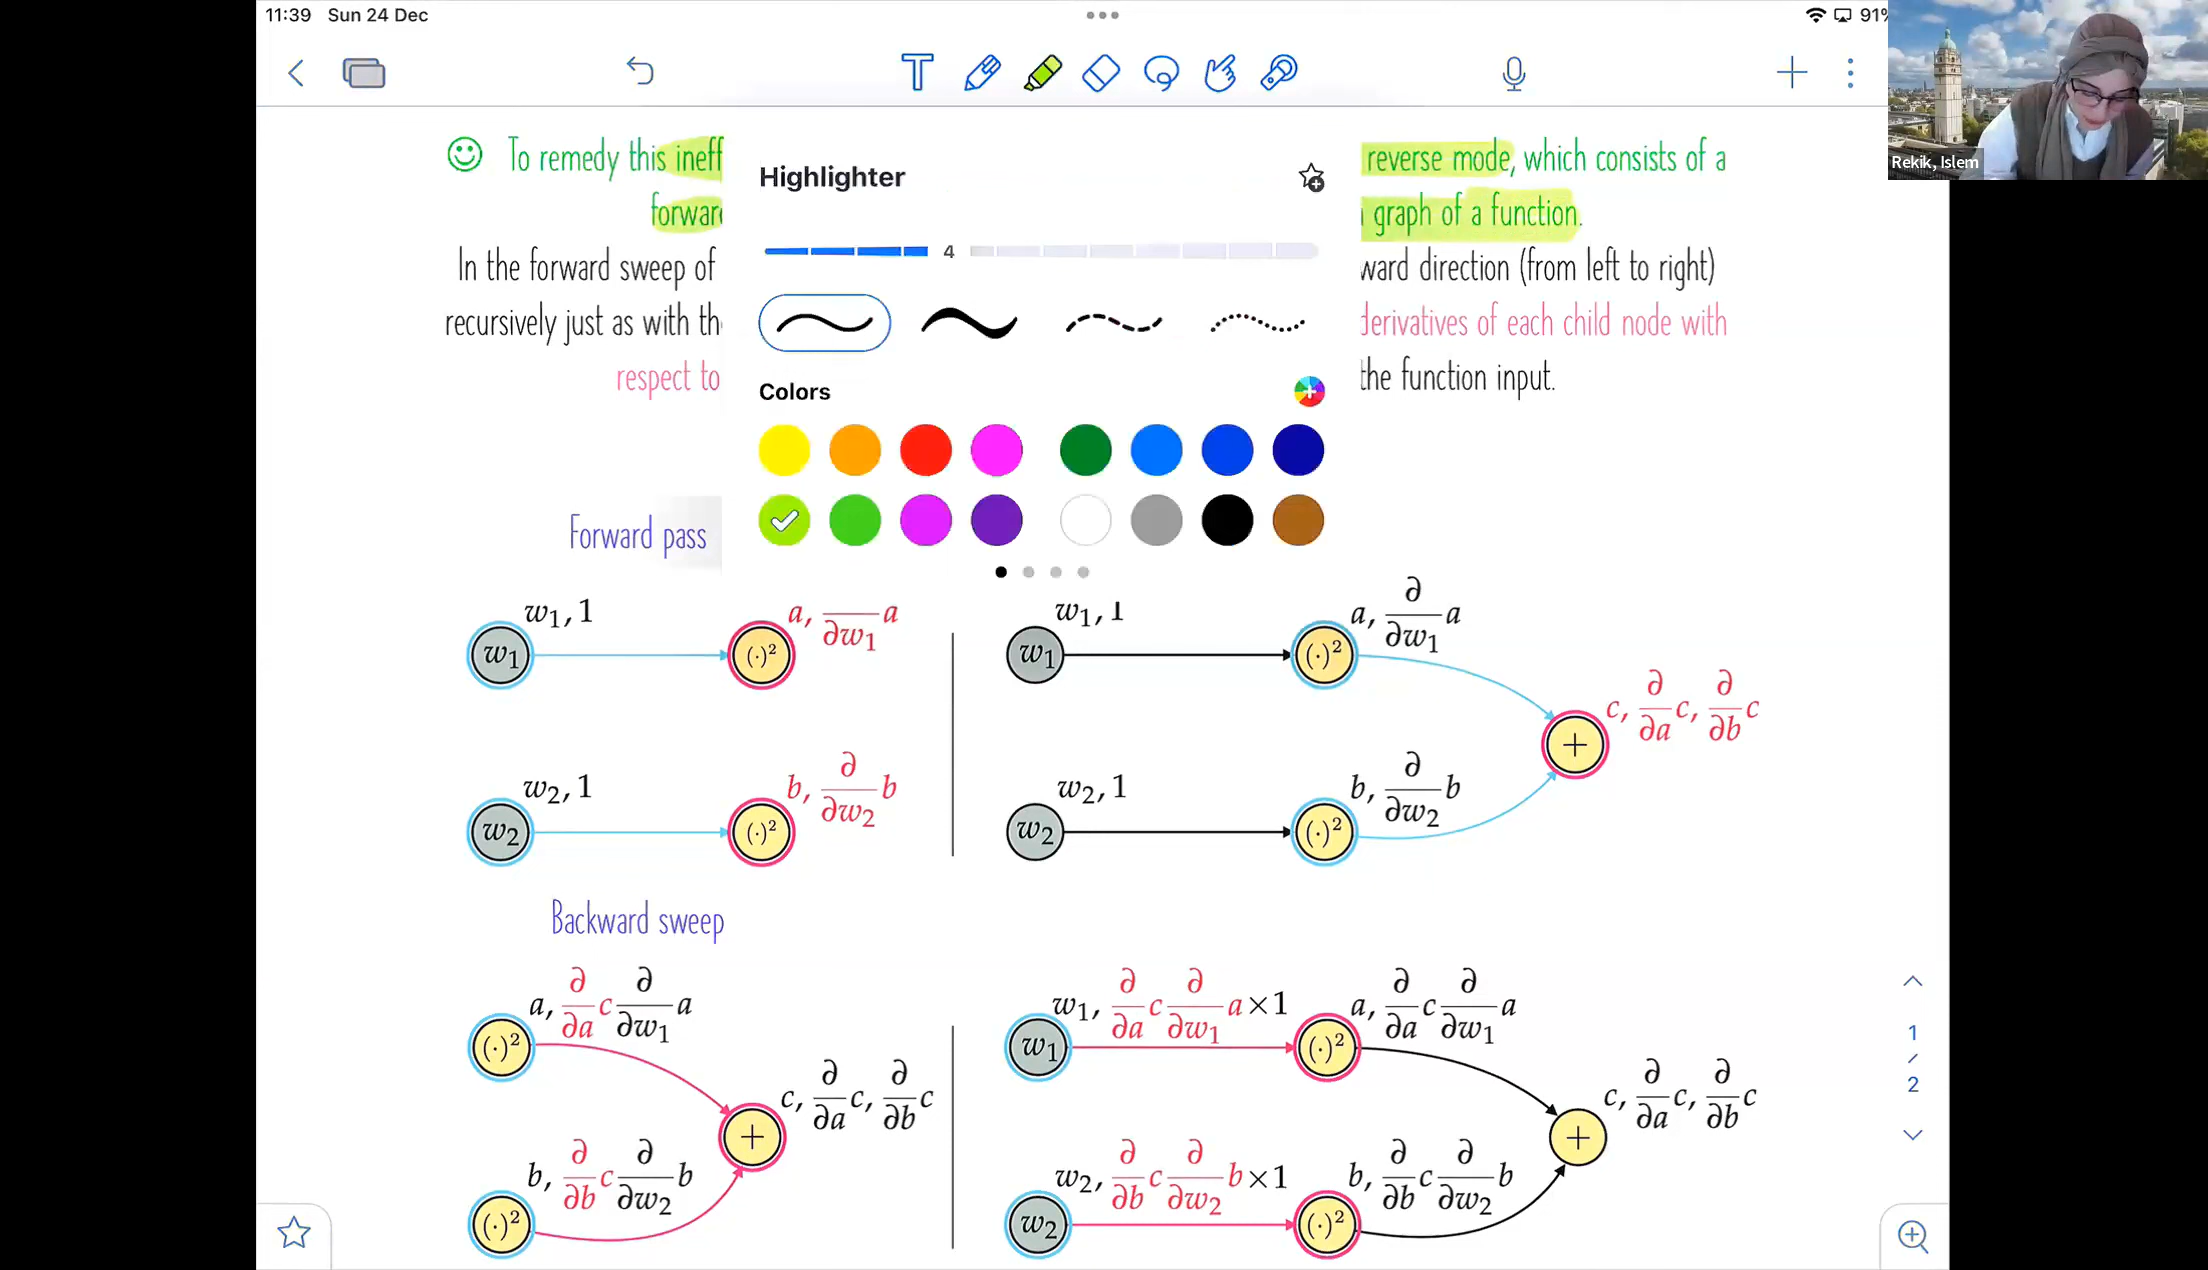 11:39 Sun 24 Dec
91%
Rekik, Islem
T
To remedy this ineff
reverse mode, which consists of a
forward
graph of a function.
In the forward sweep of
ward direction (from left to right)
recursively just as with th
derivatives of each child node with
respect to
the function input.
Highlighter
4
Colors
Forward pass
w₁, 1
a, ∂w₁ a
w₁, 1
a, ∂/∂w₁ a
w₁
(·)²
w₁
(·)²
c, ∂/∂a c, ∂/∂b c
+
w₂, 1
b, ∂/∂w₂ b
w₂, 1
b, ∂/∂w₂ b
w₂
(·)²
w₂
(·)²
Backward sweep
a, ∂/∂a c ∂/∂w₁ a
w₁, ∂/∂a c ∂/∂w₁ a×1
a, ∂/∂a c ∂/∂w₁ a
(·)²
w₁
(·)²
c, ∂/∂a c, ∂/∂b c
c, ∂/∂a c, ∂/∂b c
+
+
b, ∂/∂b c ∂/∂w₂ b
w₂, ∂/∂b c ∂/∂w₂ b×1
b, ∂/∂b c ∂/∂w₂ b
(·)²
w₂
(·)²
1
/
2